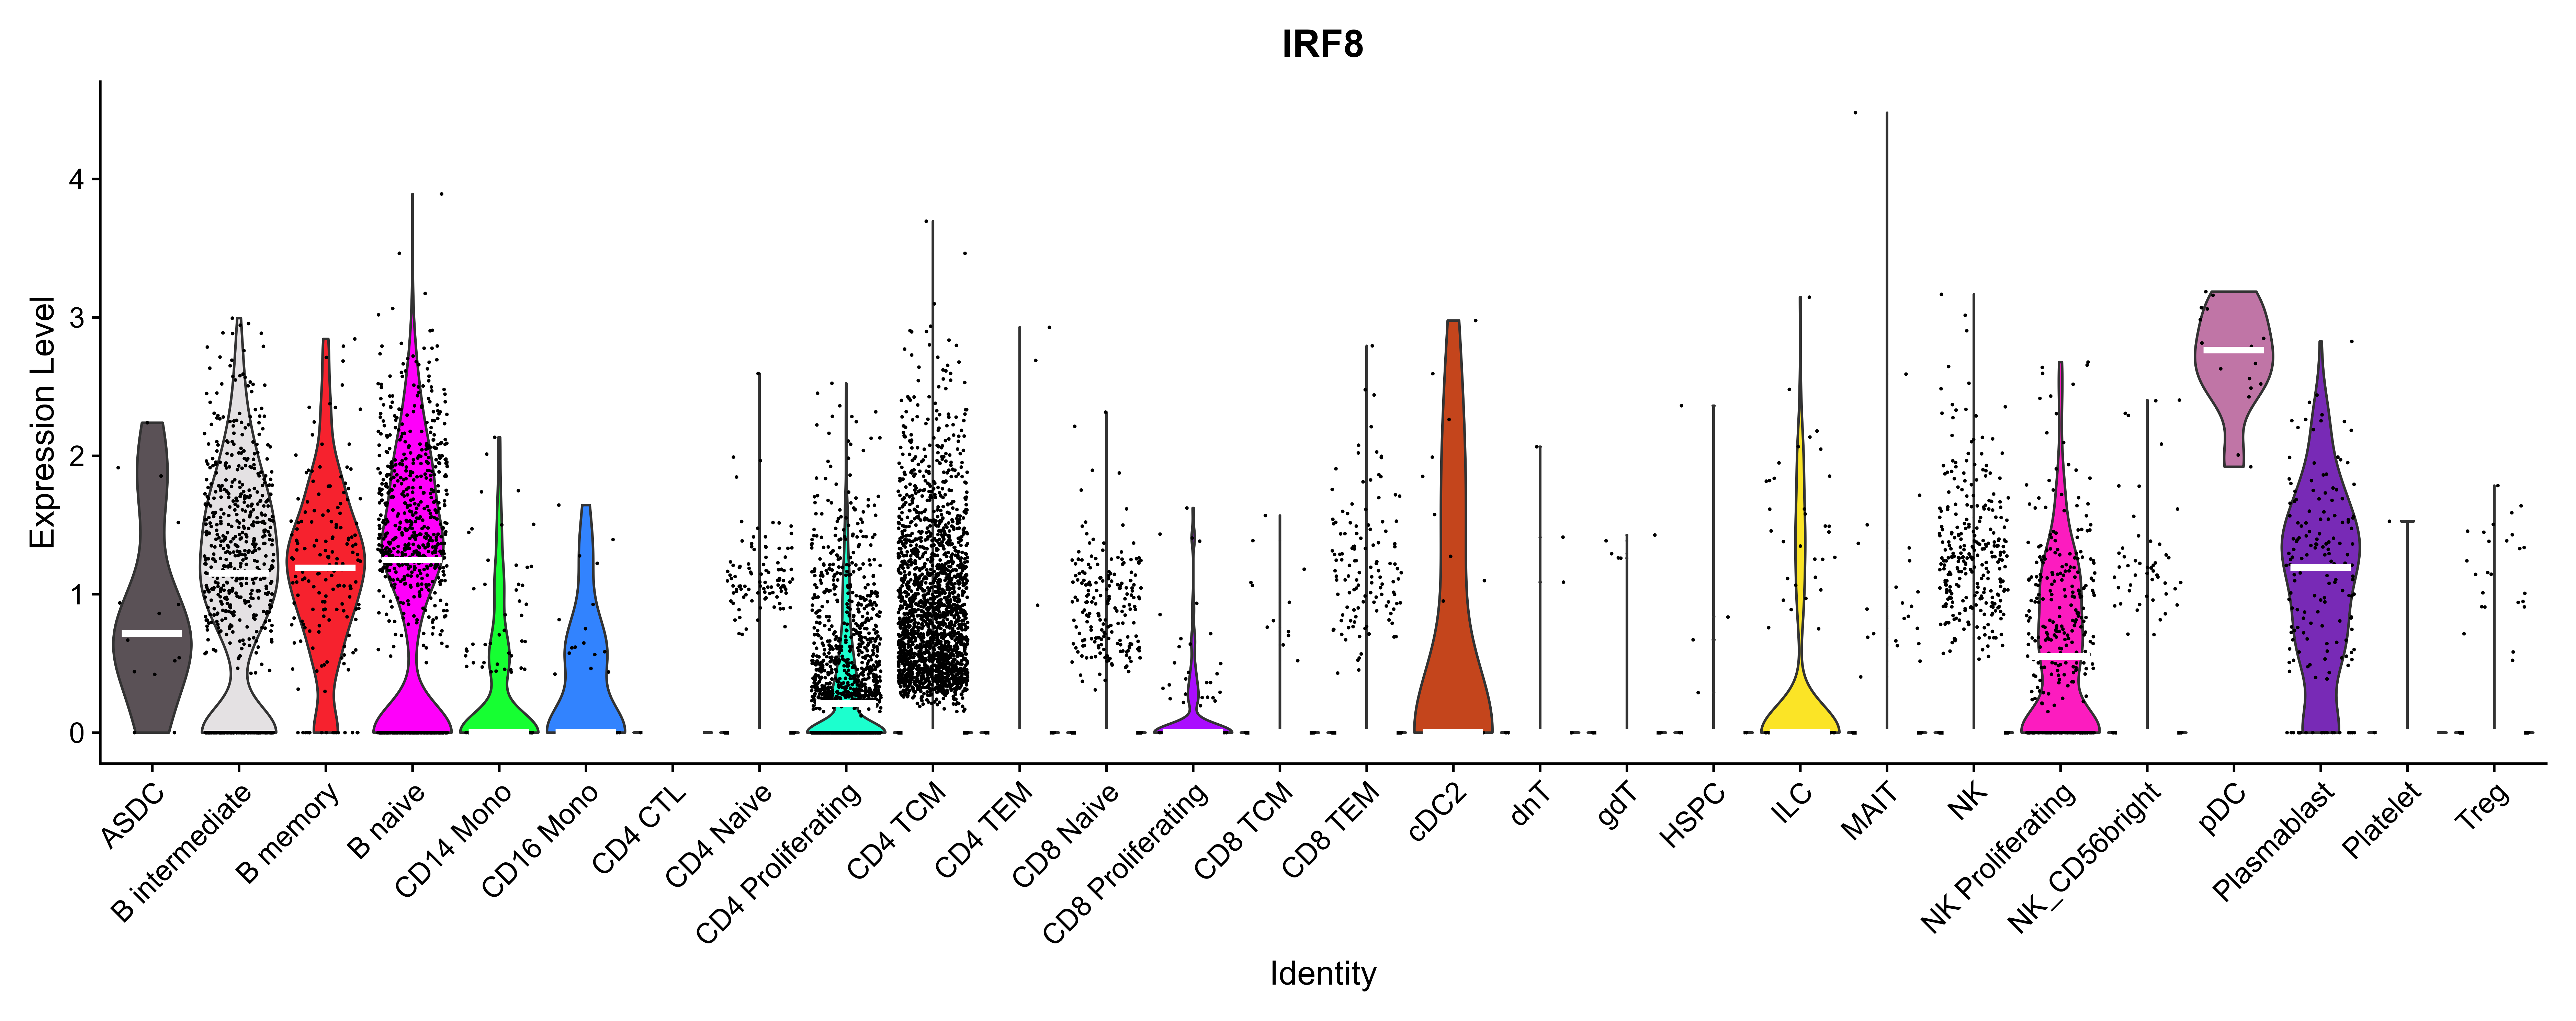 IRF8
Expression Level
4
3
2
1
0
ASDC
B intermediate
B memory
B naive
CD14 Mono
CD16 Mono
CD4 CTL
CD4 Naive
CD4 Proliferating
CD4 TCM
CD4 TEM
CD8 Naive
CD8 Proliferating
CD8 TCM
CD8 TEM
cDC2
dnT
gdT
HSPC
ILC
MAIT
NK
NK Proliferating
NK_CD56bright
pDC
Plasmablast
Platelet
Treg
Identity